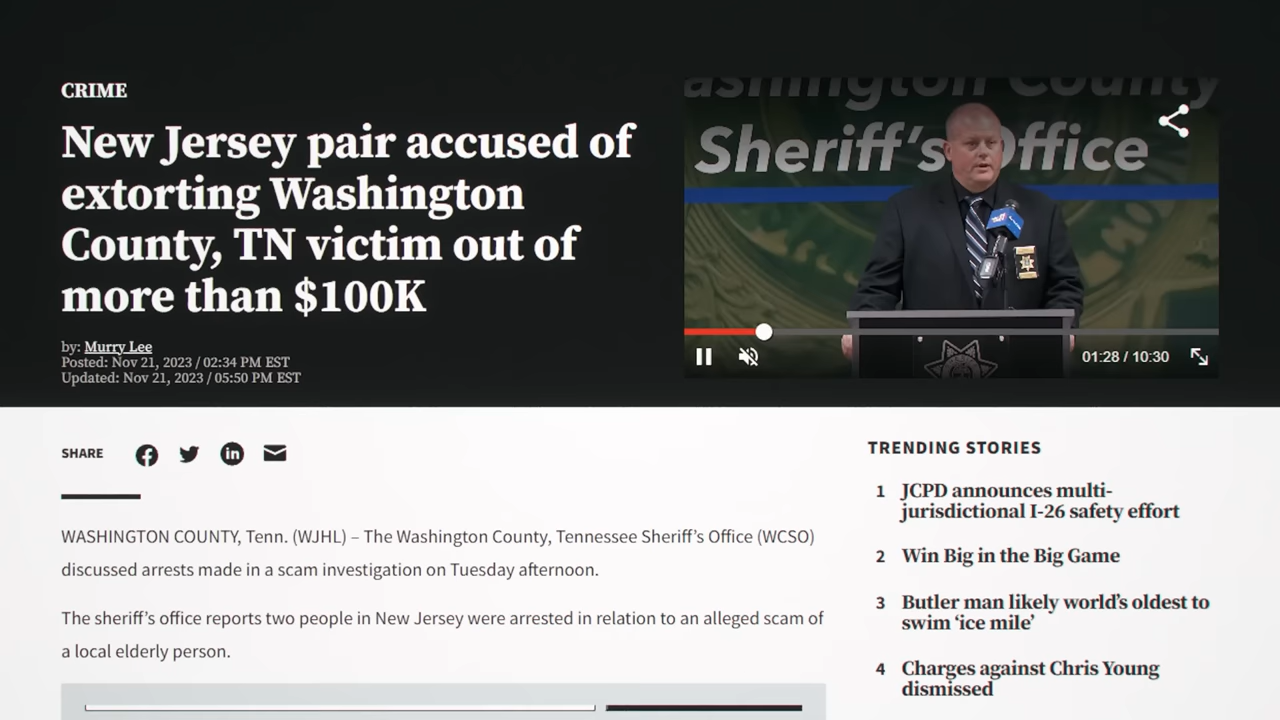 CRIME
New Jersey pair accused of
extorting Washington
County, TN victim out of
more than $100K
by: Murry Lee
Posted: Nov 21, 2023 / 02:34 PM EST
Updated: Nov 21, 2023 / 05:50 PM EST
ashington County
Sheriff's Office
01:28 / 10:30
SHARE
WASHINGTON COUNTY, Tenn. (WJHL) – The Washington County, Tennessee Sheriff’s Office (WCSO)
discussed arrests made in a scam investigation on Tuesday afternoon.
The sheriff’s office reports two people in New Jersey were arrested in relation to an alleged scam of
a local elderly person.
TRENDING STORIES
1 JCPD announces multi-
jurisdictional I-26 safety effort
2 Win Big in the Big Game
3 Butler man likely world’s oldest to
swim ‘ice mile’
4 Charges against Chris Young
dismissed